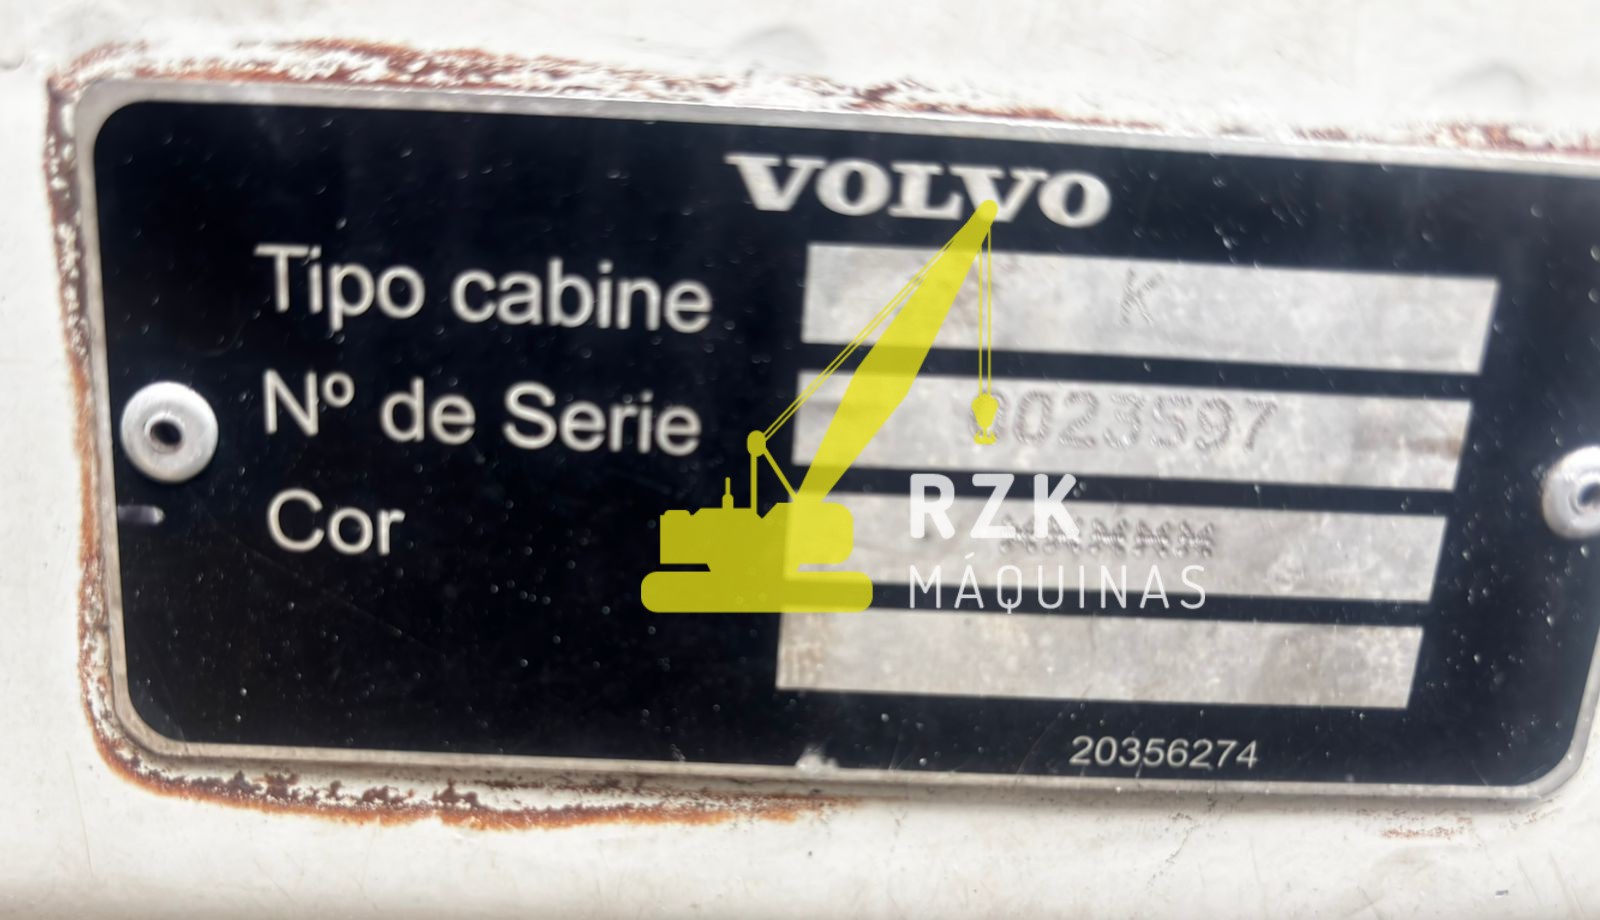 VOLVO
Tipo cabine K
Nº de Serie 0023597
Cor
RZK
MÁQUINAS
20356274